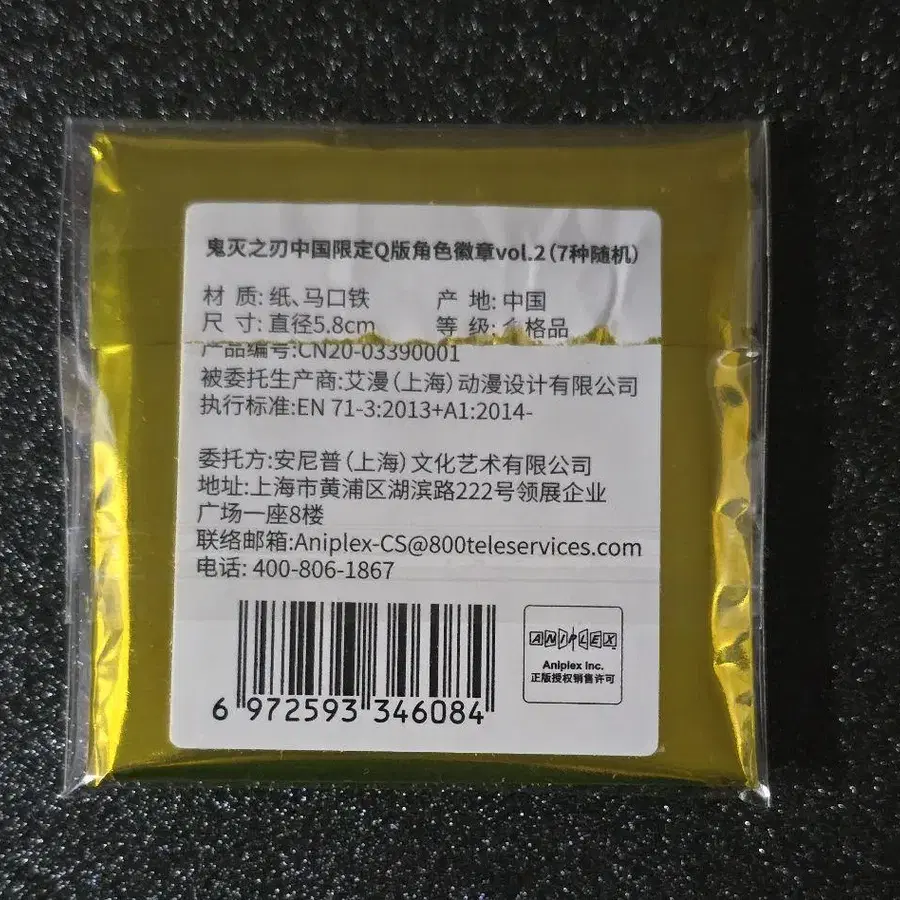 鬼灭之刃中国限定Q版角色徽章vol.2(7种随机)
材 质:纸、马口铁 产 地:中国
尺 寸:直径5.8cm 等 级:格品
产品编号:CN20-03390001
被委托生产商:艾漫(上海)动漫设计有限公司
执行标准:EN 71-3:2013+A1:2014-
委托方:安尼普(上海)文化艺术有限公司
地址:上海市黄浦区湖滨路222号领展企业
广场一座8楼
联络邮箱:Aniplex-CS@800teleservices.com
电话: 400-806-1867
6 972593 346084
ANIPLEX
Aniplex Inc.
正版授权销售许可